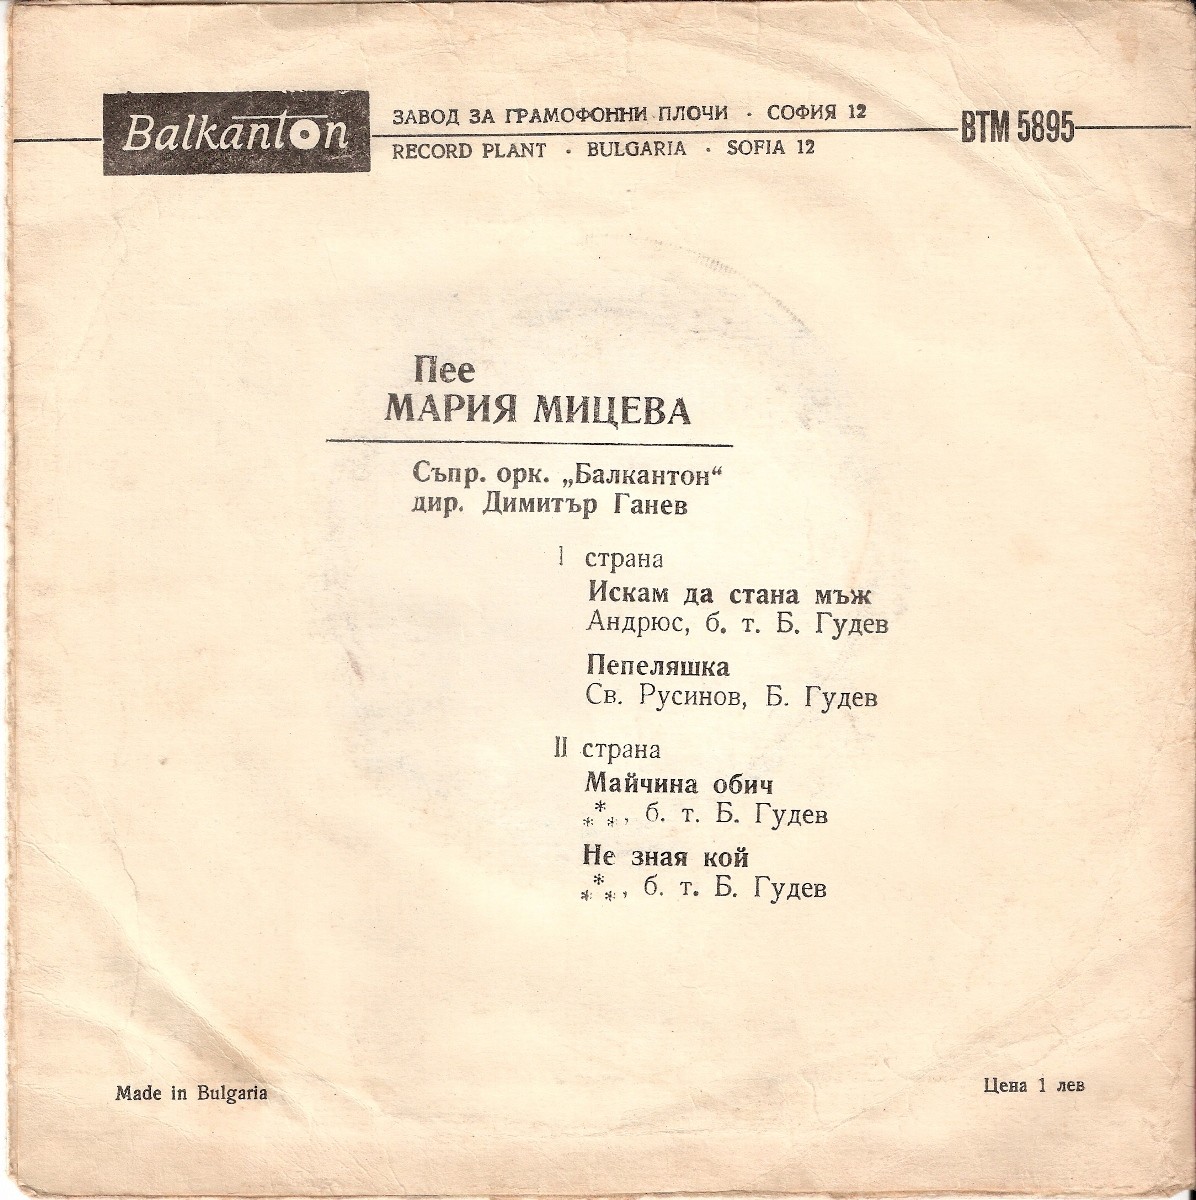 Balkanton
ЗАВОД ЗА ГРАМОФОННИ ПЛОЧИ · СОФИЯ 12
RECORD PLANT · BULGARIA · SOFIA 12
ВТМ 5895
Пее
МАРИЯ МИЦЕВА
Съпр. орк. „Балкантон“
дир. Димитър Ганев
I страна
Искам да стана мъж
Андрюс, б. т. Б. Гудев
Пепеляшка
Св. Русинов, Б. Гудев
II страна
Майчина обич
***, б. т. Б. Гудев
Не зная кой
***, б. т. Б. Гудев
Made in Bulgaria
Цена 1 лев